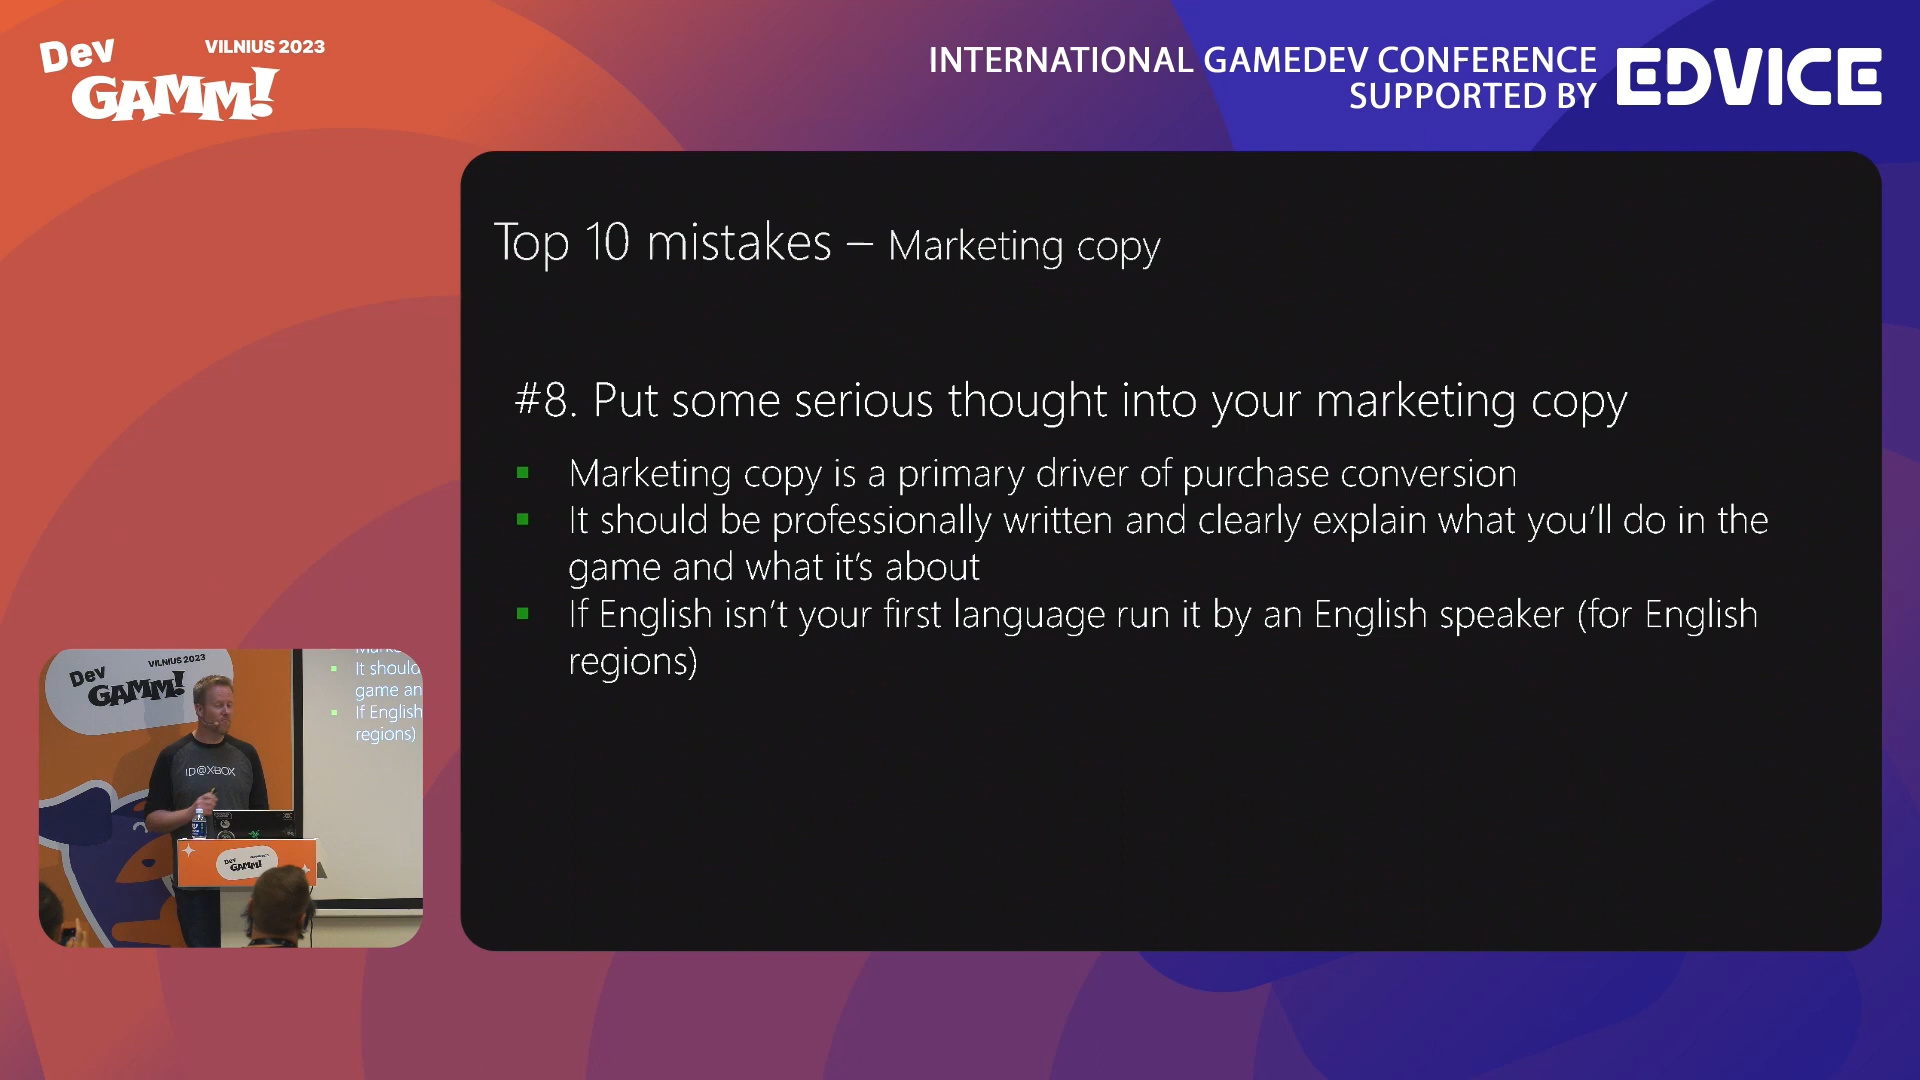 Dev
GAMM!
VILNIUS 2023
INTERNATIONAL GAMEDEV CONFERENCE
SUPPORTED BY
EDVICE
Top 10 mistakes – Marketing copy
#8. Put some serious thought into your marketing copy
Marketing copy is a primary driver of purchase conversion
It should be professionally written and clearly explain what you'll do in the
game and what it's about
If English isn't your first language run it by an English speaker (for English
regions)
Dev
GAMM!
VILNIUS 2023
It should
game an
If English
regions)
ID@XBOX
Dev
GAMM!